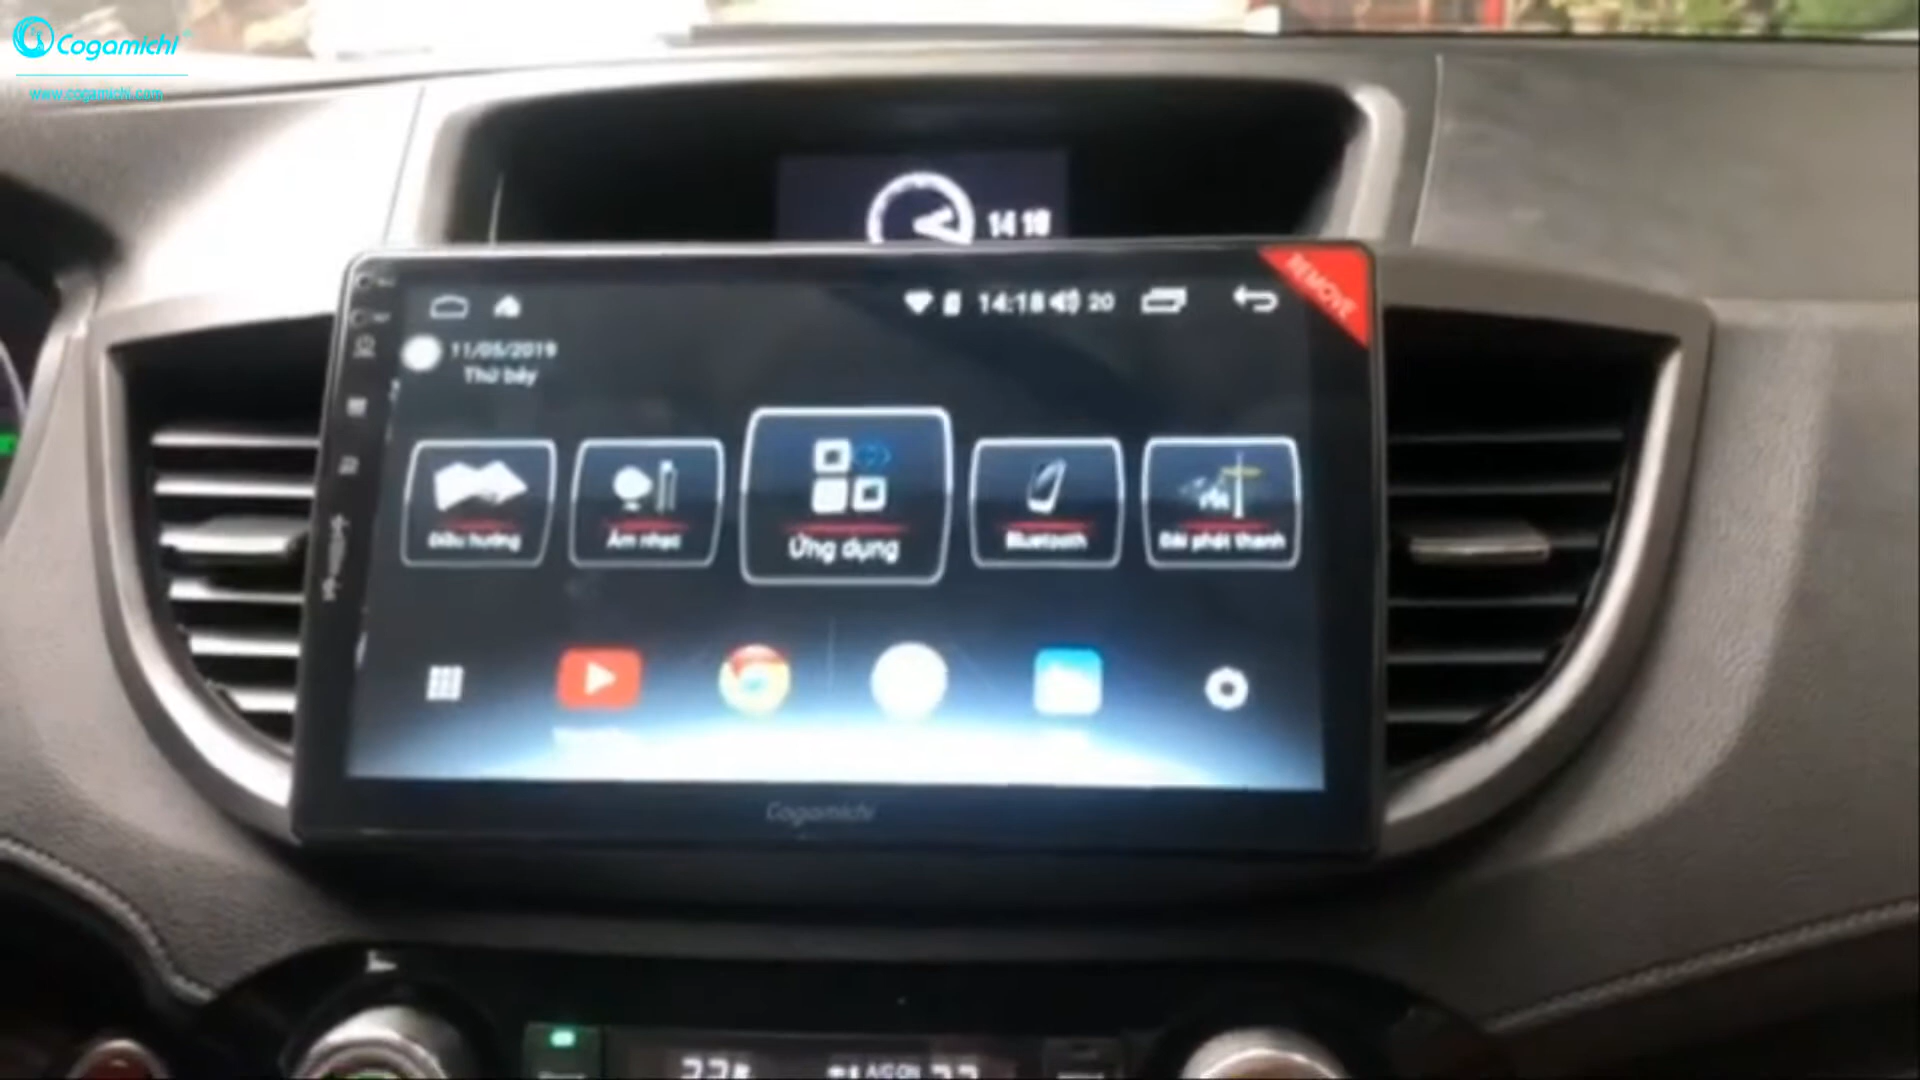 Cogamichi
www.cogamichi.com
14:18
REMOVE
14:18 20
11/05/2019
Thứ bảy
Điều hướng
Âm nhạc
Ứng dụng
Bluetooth
Đài phát thanh
Cogamichi
A/C ON